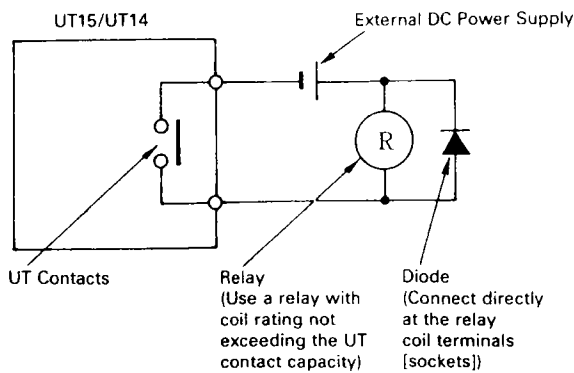 UT15/UT14
External DC Power Supply
R
UT Contacts
Relay
(Use a relay with
coil rating not
exceeding the UT
contact capacity)
Diode
(Connect directly
at the relay
coil terminals
[sockets])